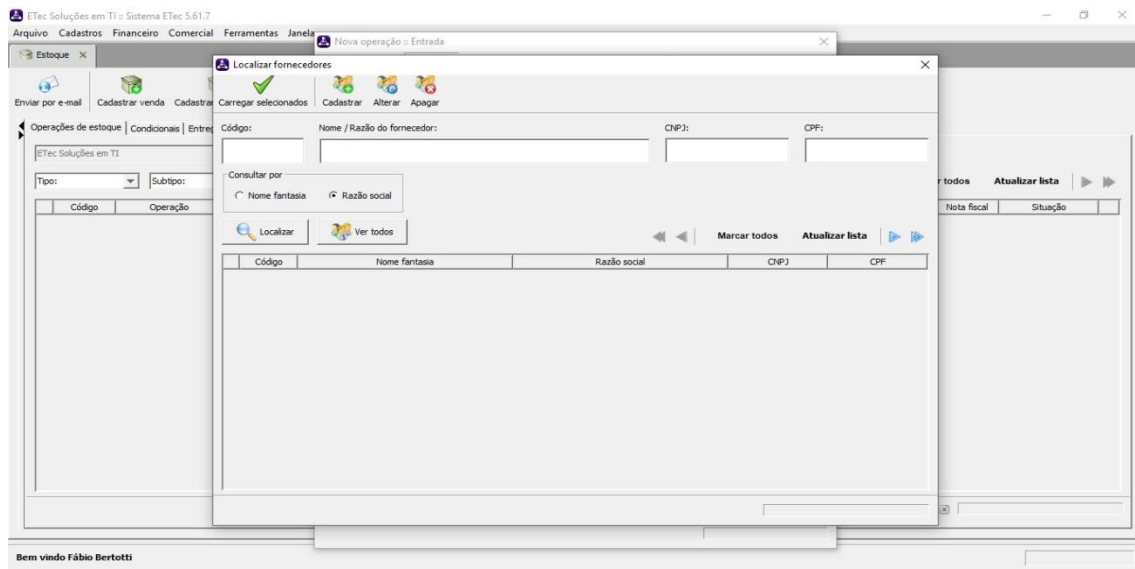 ETec Soluções em TI :: Sistema ETec 5.61.7
Arquivo Cadastros Financeiro Comercial Ferramentas Janela
Nova operação :: Entrada
Estoque
Localizar fornecedores
Enviar por e-mail Cadastrar venda Cadastra Carregar selecionados Cadastrar Alterar Apagar
Operações de estoque Condicionais Entreg
Código: Nome / Razão do fornecedor: CNPJ: CPF:
ETec Soluções em TI
Consultar por
Tipo: Subtipo: r todos Atualizar lista
Nome fantasia Razão social
Código Operação Nota fiscal Situação
Localizar Ver todos Marcar todos Atualizar lista
Código Nome fantasia Razão social CNPJ CPF
Bem vindo Fábio Bertotti